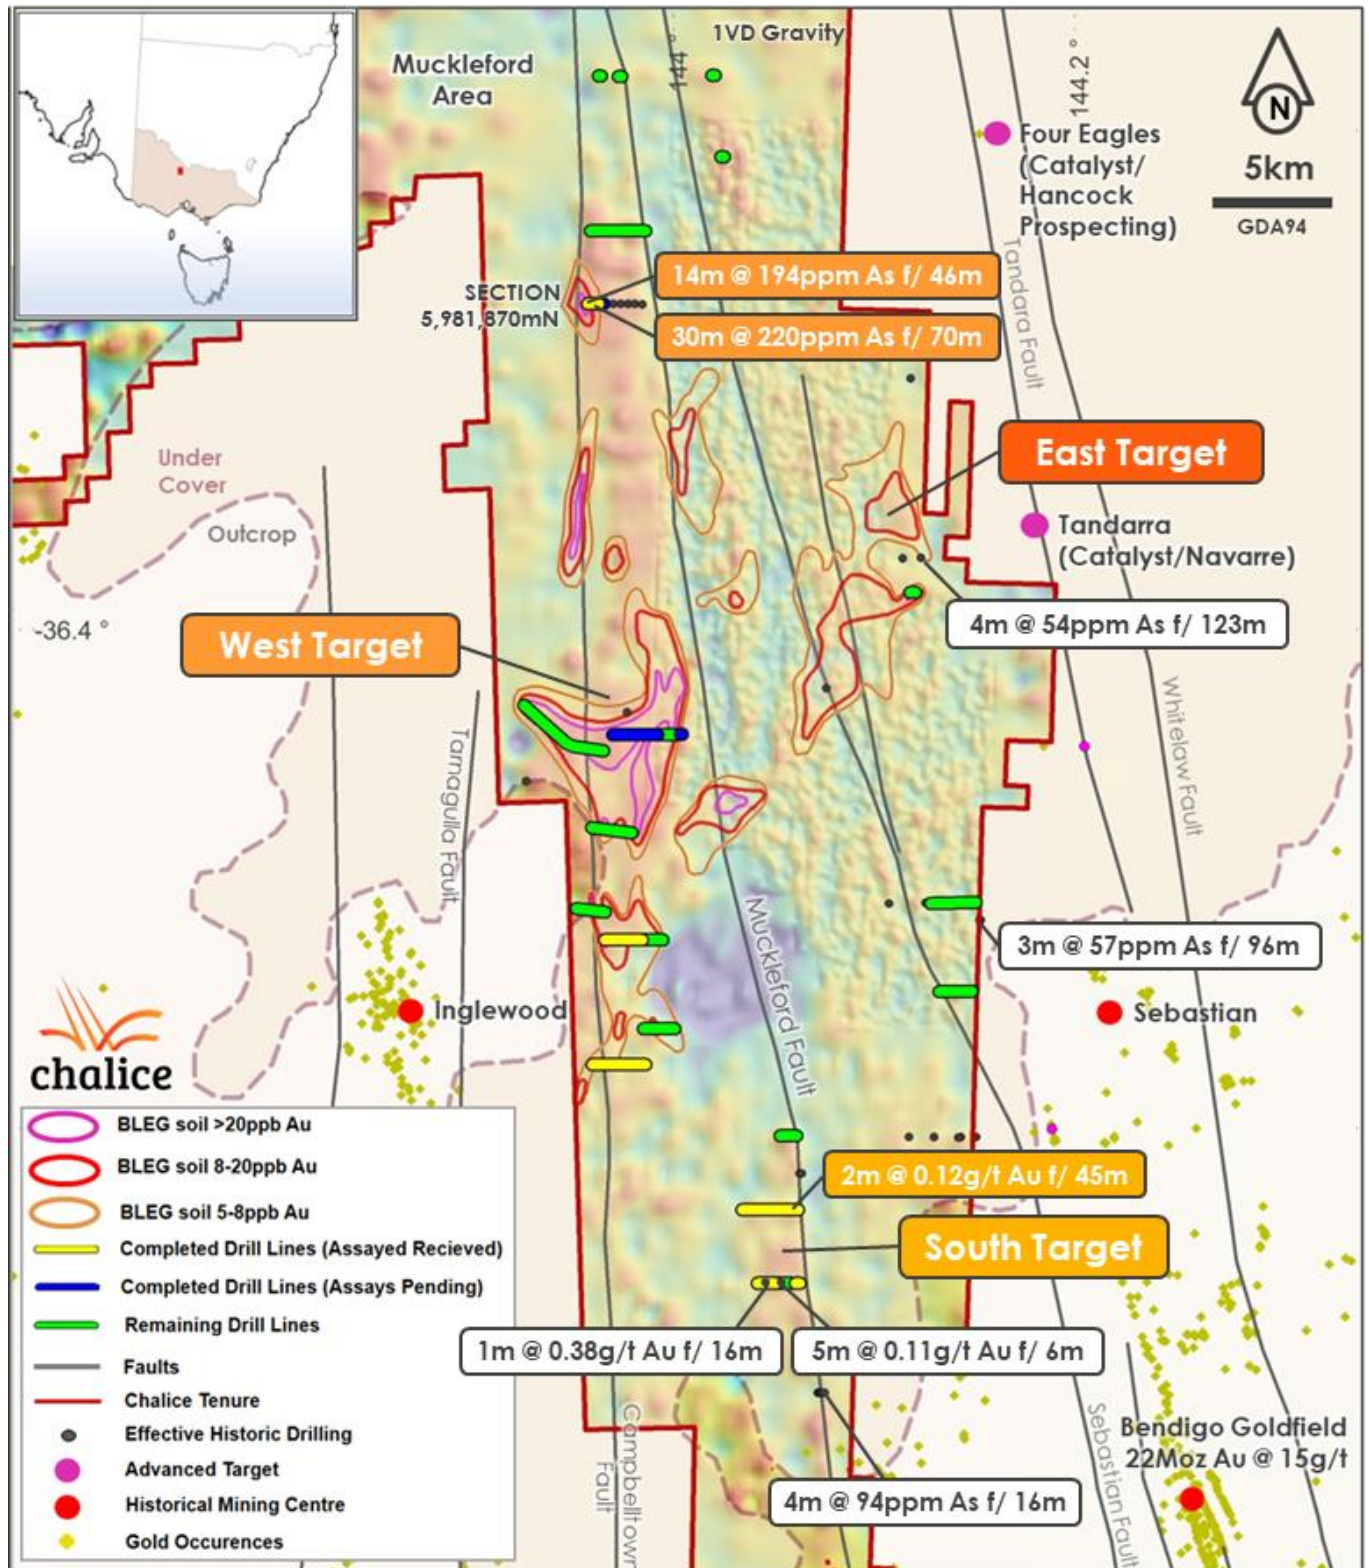 1VD Gravity
Muckleford
Area
144 °
144.2 °
N
5km
GDA94
Four Eagles
(Catalyst/
Hancock
Prospecting)
Tandara Fault
14m @ 194ppm As f/ 46m
SECTION
5,981,870mN
30m @ 220ppm As f/ 70m
East Target
Under
Cover
Outcrop
Tandarra
(Catalyst/Navarre)
4m @ 54ppm As f/ 123m
-36.4 °
West Target
Whitelaw Fault
Tarnagulla Fault
Muckleford Fault
3m @ 57ppm As f/ 96m
Inglewood
Sebastian
chalice
2m @ 0.12g/t Au f/ 45m
South Target
1m @ 0.38g/t Au f/ 16m
5m @ 0.11g/t Au f/ 6m
Campbelltown
Fault
Sebastian Fault
Bendigo Goldfield
22Moz Au @ 15g/t
4m @ 94ppm As f/ 16m
BLEG soil >20ppb Au
BLEG soil 8-20ppb Au
BLEG soil 5-8ppb Au
Completed Drill Lines (Assayed Recieved)
Completed Drill Lines (Assays Pending)
Remaining Drill Lines
Faults
Chalice Tenure
Effective Historic Drilling
Advanced Target
Historical Mining Centre
Gold Occurences